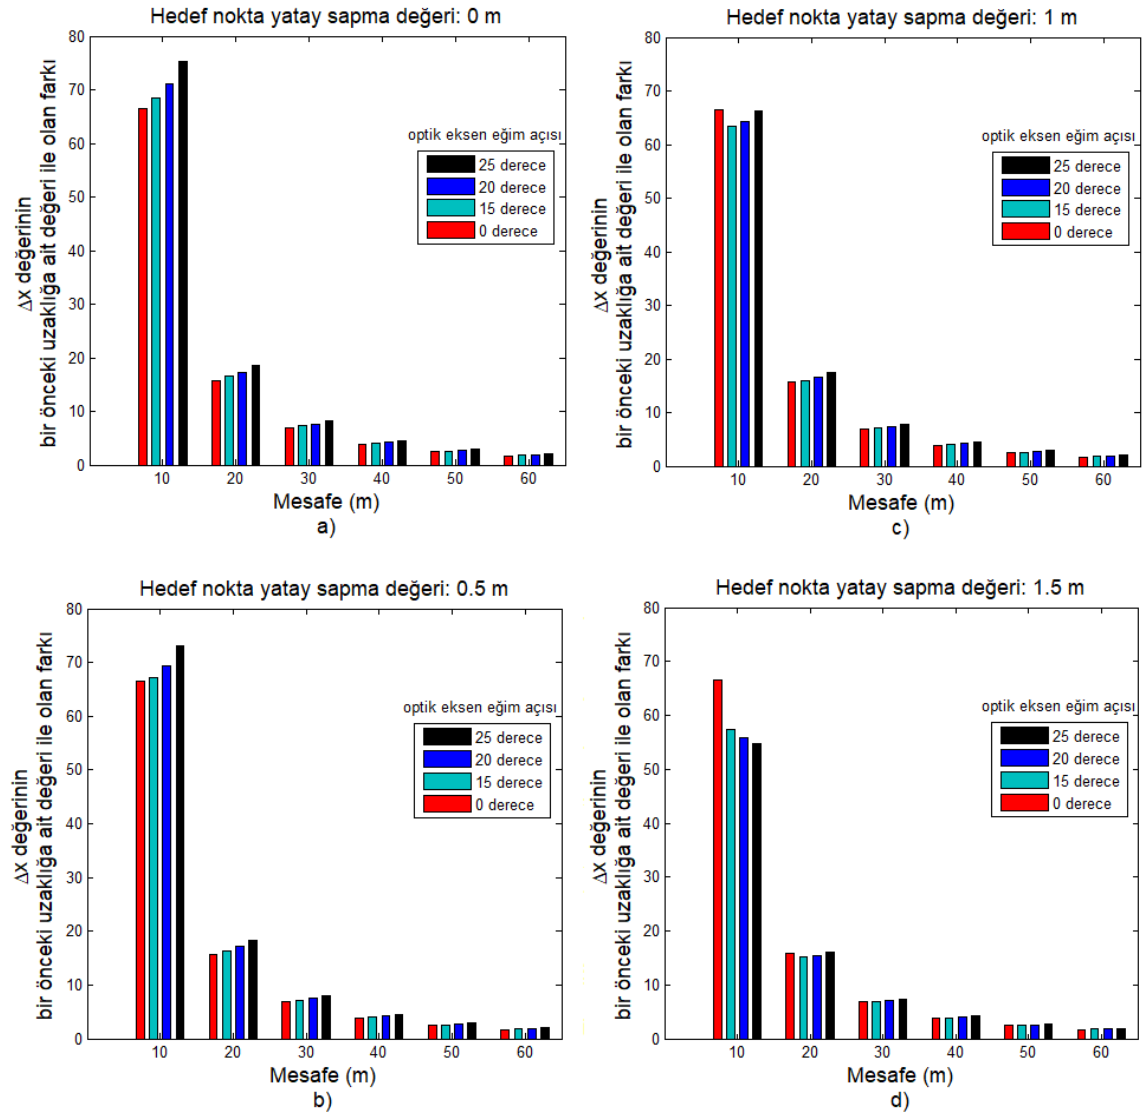 Hedef nokta yatay sapma değeri: 0 m
80
70
60
50
40
30
20
10
0
Δx değerinin
bir önceki uzaklığa ait değeri ile olan farkı
optik eksen eğim açısı
25 derece
20 derece
15 derece
0 derece
10 20 30 40 50 60
Mesafe (m)
a)
Hedef nokta yatay sapma değeri: 1 m
80
70
60
50
40
30
20
10
0
Δx değerinin
bir önceki uzaklığa ait değeri ile olan farkı
optik eksen eğim açısı
25 derece
20 derece
15 derece
0 derece
10 20 30 40 50 60
Mesafe (m)
c)
Hedef nokta yatay sapma değeri: 0.5 m
80
70
60
50
40
30
20
10
0
Δx değerinin
bir önceki uzaklığa ait değeri ile olan farkı
optik eksen eğim açısı
25 derece
20 derece
15 derece
0 derece
10 20 30 40 50 60
Mesafe (m)
b)
Hedef nokta yatay sapma değeri: 1.5 m
80
70
60
50
40
30
20
10
0
Δx değerinin
bir önceki uzaklığa ait değeri ile olan farkı
optik eksen eğim açısı
25 derece
20 derece
15 derece
0 derece
10 20 30 40 50 60
Mesafe (m)
d)